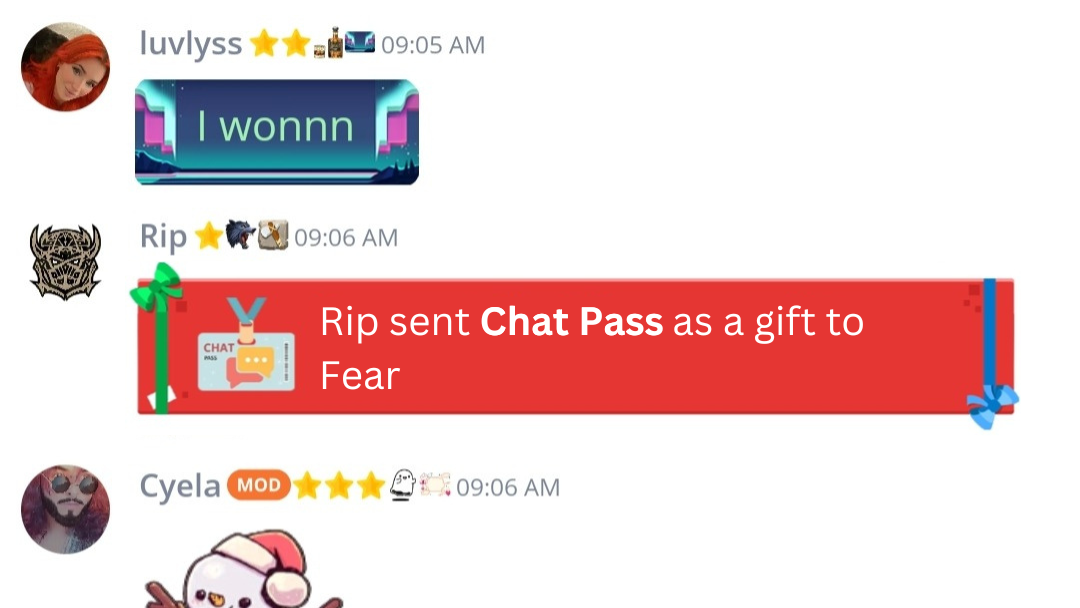 luvlyss 09:05 AM
I wonnn
Rip 09:06 AM
CHAT
PASS
Rip sent Chat Pass as a gift to
Fear
Cyela MOD 09:06 AM